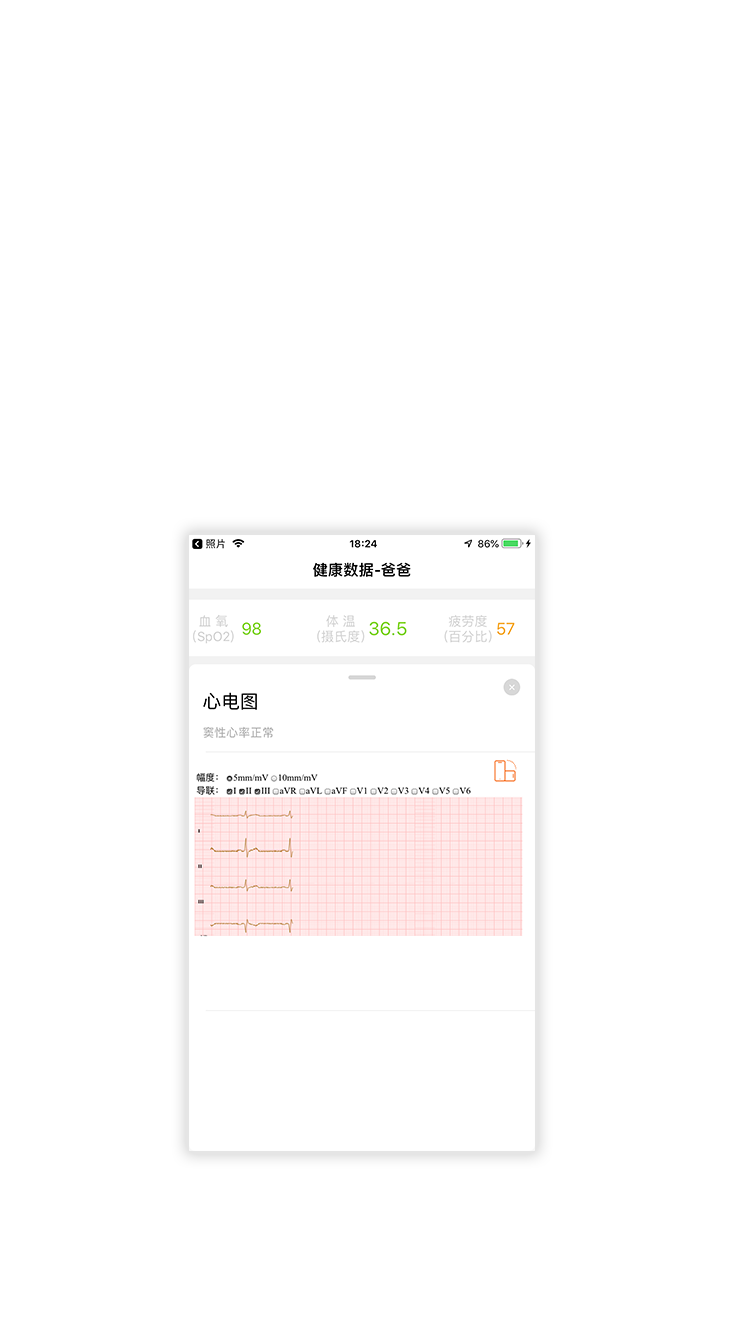 照片 18:24 86%
健康数据-爸爸
血 氧 (SpO2) 98
体 温 (摄氏度) 36.5
疲劳度 (百分比) 57
心电图
窦性心率正常
幅度： 5mm/mV 10mm/mV
导联： I II III aVR aVL aVF V1 V2 V3 V4 V5 V6
I
II
III